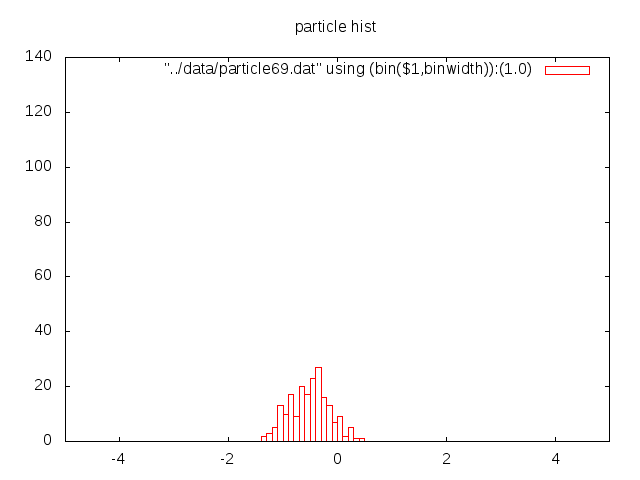 particle hist
140
"../data/particle69.dat" using (bin($1,binwidth)):(1.0)
120
100
80
60
40
20
0
-4 -2 0 2 4